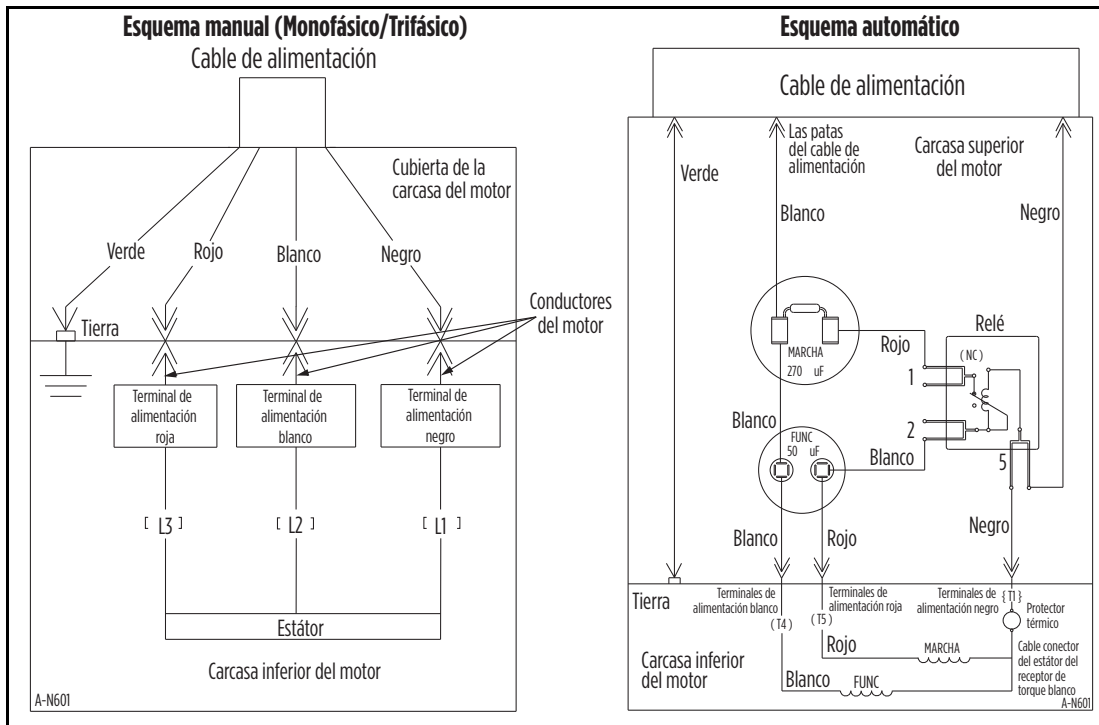 Esquema manual (Monofásico/Trifásico)
Cable de alimentación
Cubierta de la
carcasa del motor
Verde
Rojo
Blanco
Negro
Tierra
Conductores
del motor
Terminal de
alimentación
roja
Terminal de
alimentación
blanco
Terminal de
alimentación
negro
[ L3 ]
[ L2 ]
[ L1 ]
Estátor
Carcasa inferior del motor
A-N601
Esquema automático
Cable de alimentación
Las patas
del cable de
alimentación
Carcasa superior
del motor
Verde
Blanco
Negro
MARCHA
270 uF
Rojo
Relé
(NC)
1
2
5
Blanco
FUNC
50 uF
Blanco
Negro
Blanco
Rojo
Tierra
Terminales de
alimentación blanco
(T4)
Terminales de
alimentación roja
(T5)
Terminales de
alimentación negro
{T1}
Protector
térmico
Rojo
MARCHA
Cable conector
del estátor del
receptor de
torque blanco
Carcasa inferior
del motor
Blanco
FUNC
A-N601